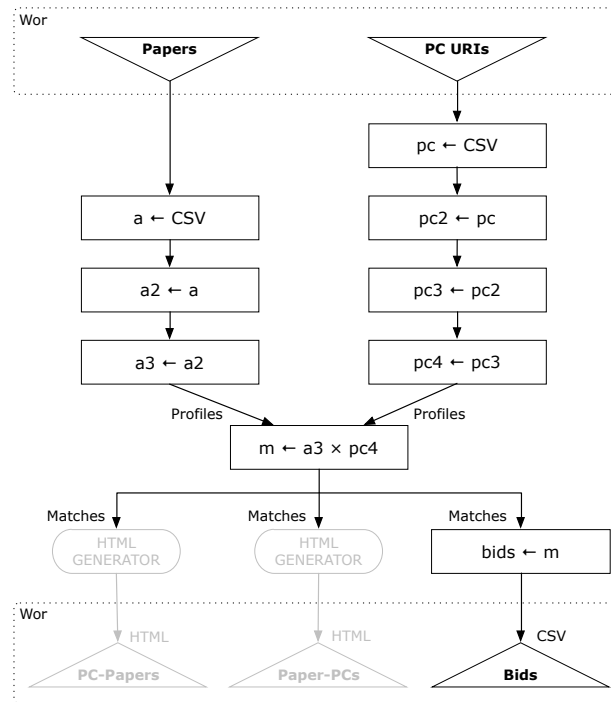 Wor
Papers
PC URIs
pc ← CSV
a ← CSV
pc2 ← pc
a2 ← a
pc3 ← pc2
a3 ← a2
pc4 ← pc3
Profiles
Profiles
m ← a3 × pc4
Matches
Matches
Matches
HTML
GENERATOR
HTML
GENERATOR
bids ← m
Wor
HTML
HTML
CSV
PC-Papers
Paper-PCs
Bids